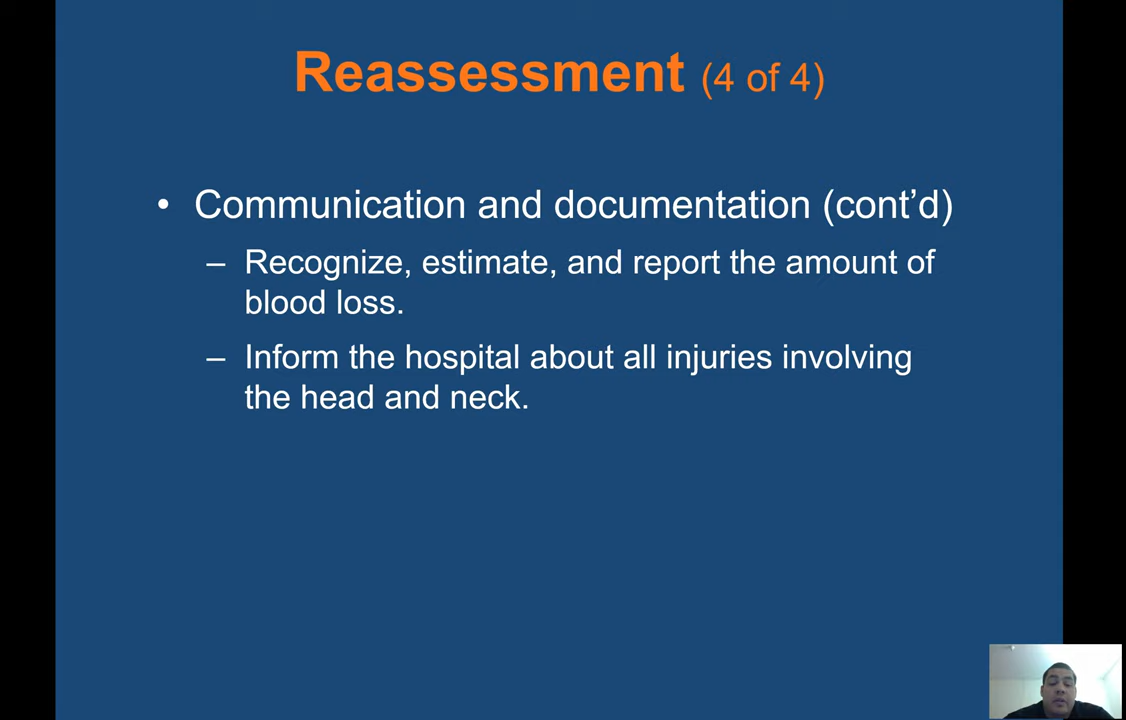 Reassessment (4 of 4)
• Communication and documentation (cont’d)
– Recognize, estimate, and report the amount of
blood loss.
– Inform the hospital about all injuries involving
the head and neck.